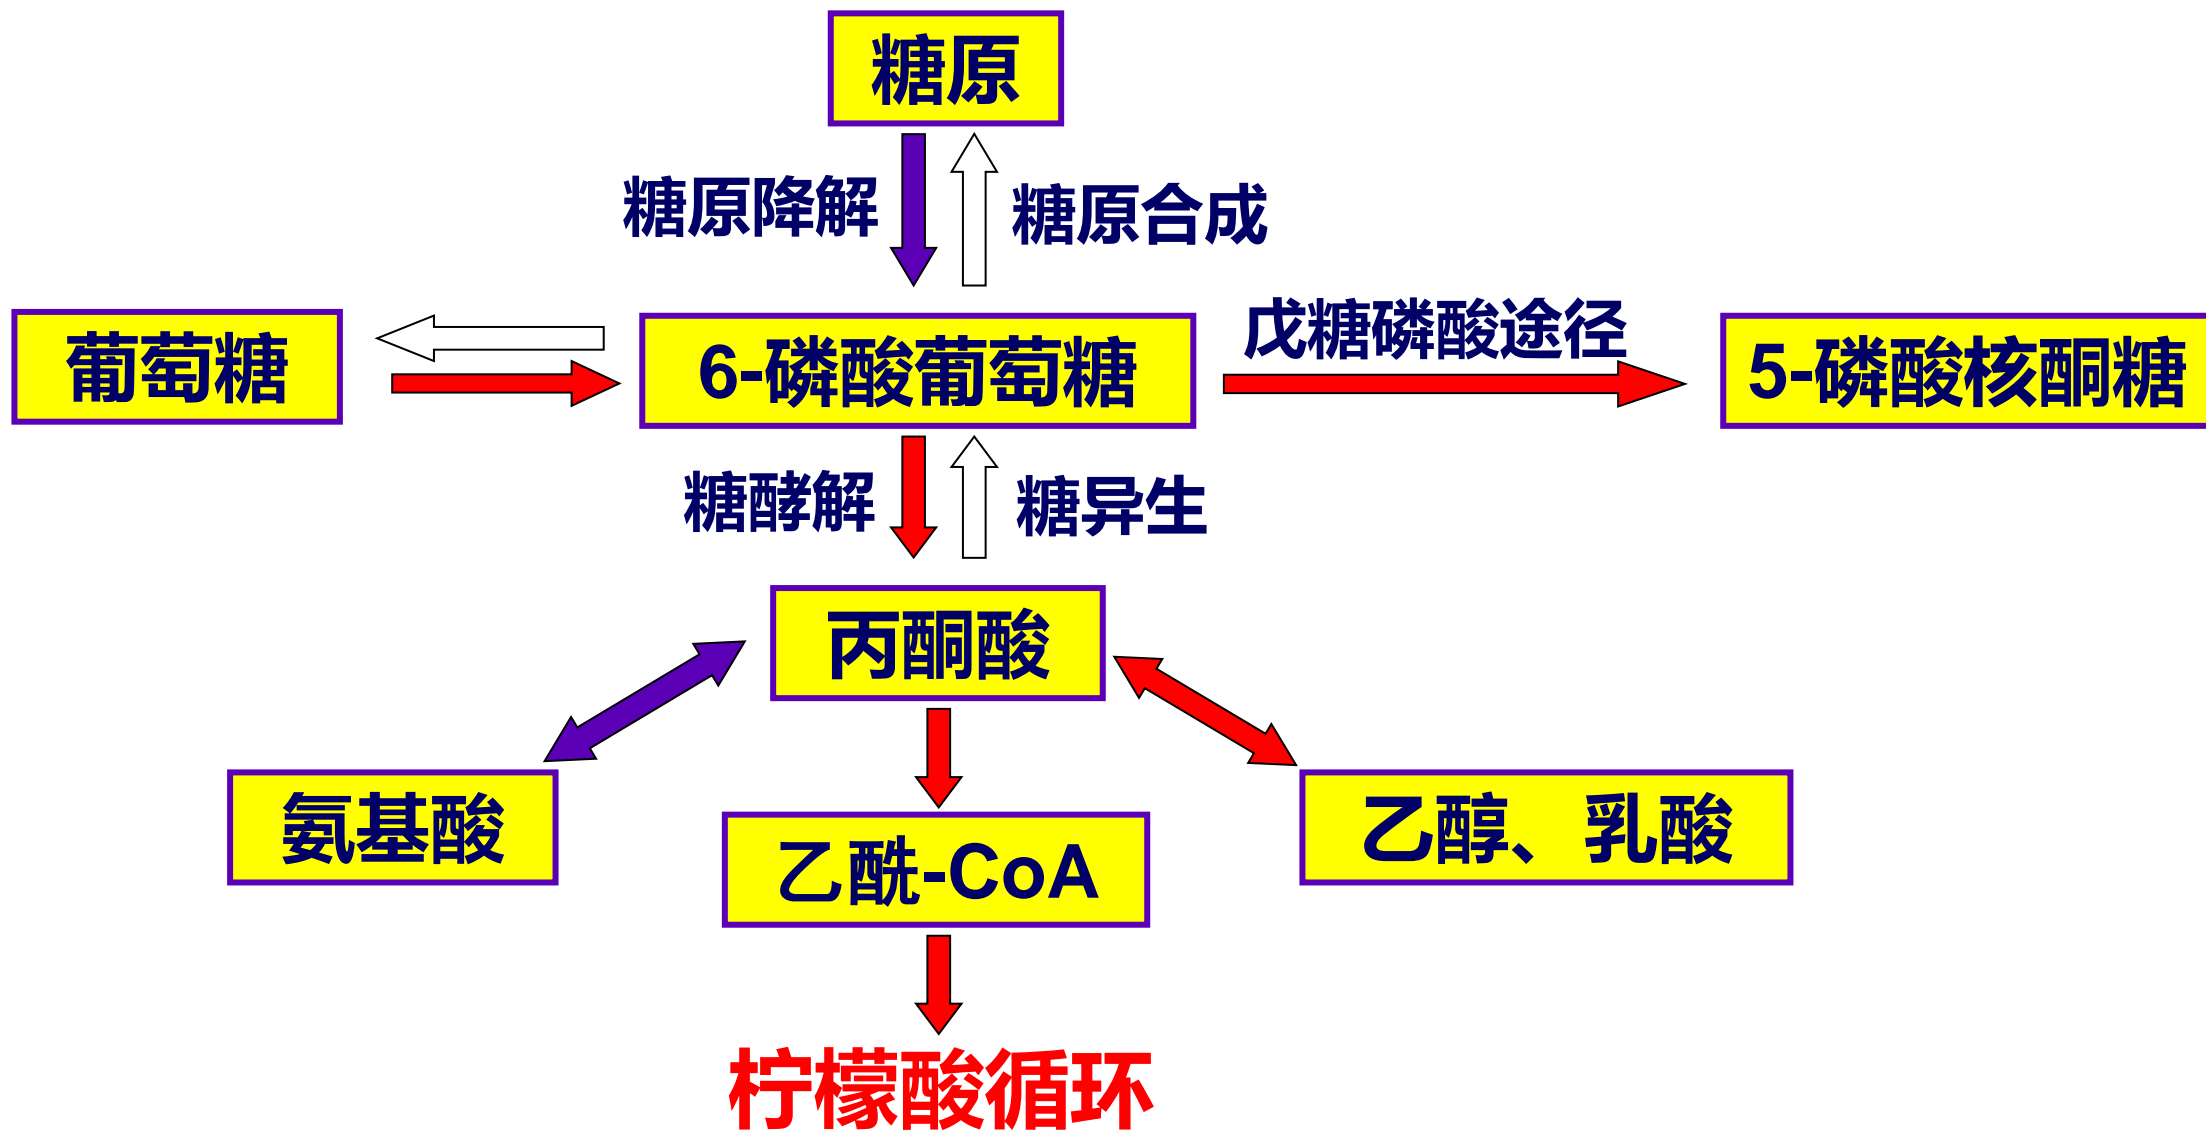 糖原
糖原降解
糖原合成
葡萄糖
6-磷酸葡萄糖
戊糖磷酸途径
5-磷酸核酮糖
糖酵解
糖异生
丙酮酸
氨基酸
乙酰-CoA
乙醇、乳酸
柠檬酸循环